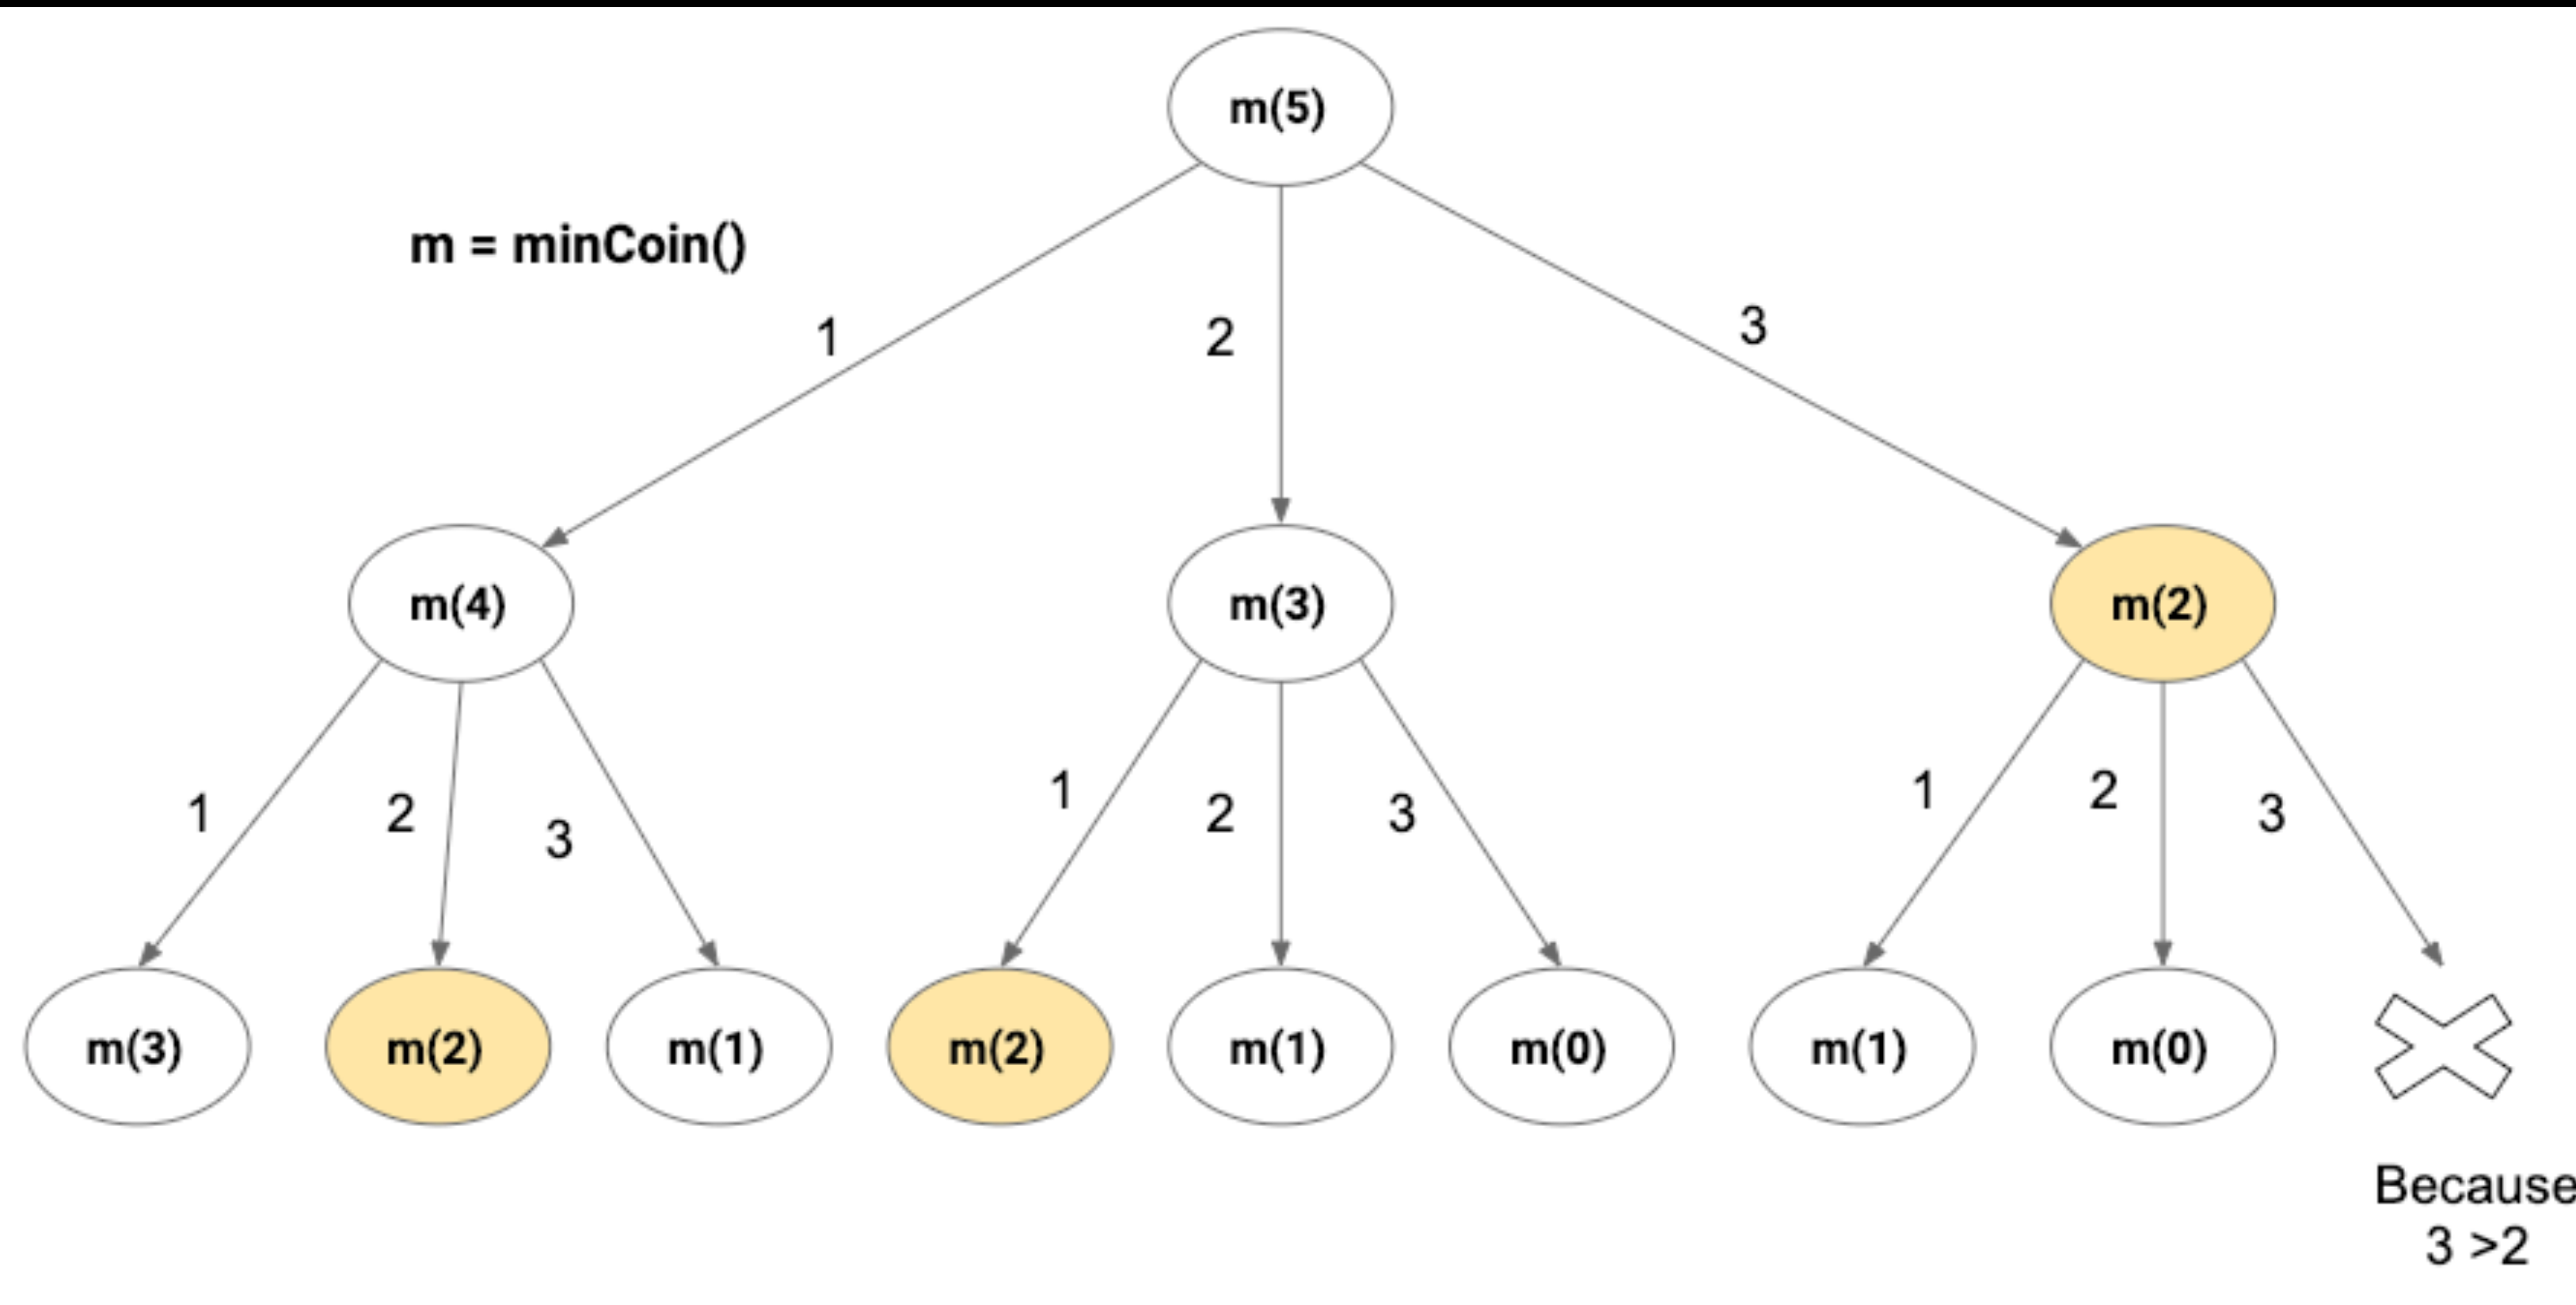 m(5)
m = minCoin()
1
2
3
m(4)
m(3)
m(2)
1
2
3
1
2
3
1
2
3
m(3)
m(2)
m(1)
m(2)
m(1)
m(0)
m(1)
m(0)
Because
3 >2